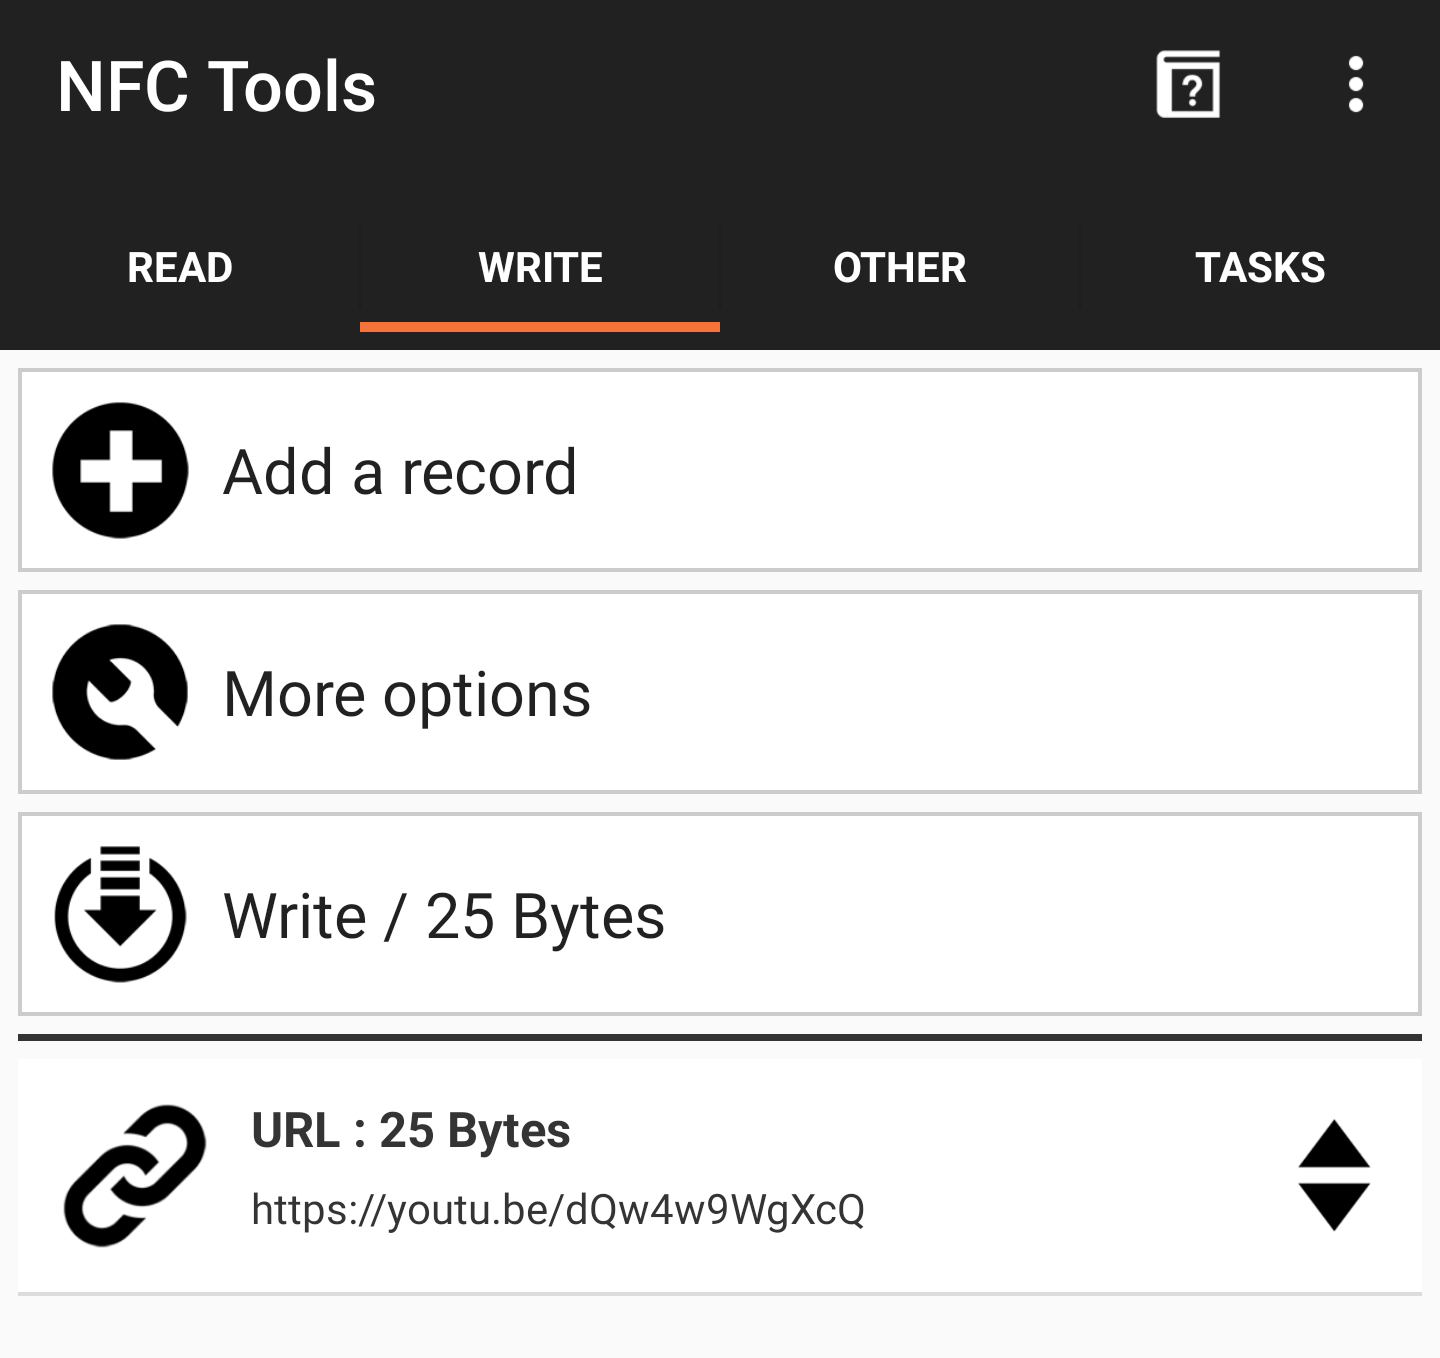 NFC Tools
READ WRITE OTHER TASKS
Add a record
More options
Write / 25 Bytes
URL : 25 Bytes
https://youtu.be/dQw4w9WgXcQ